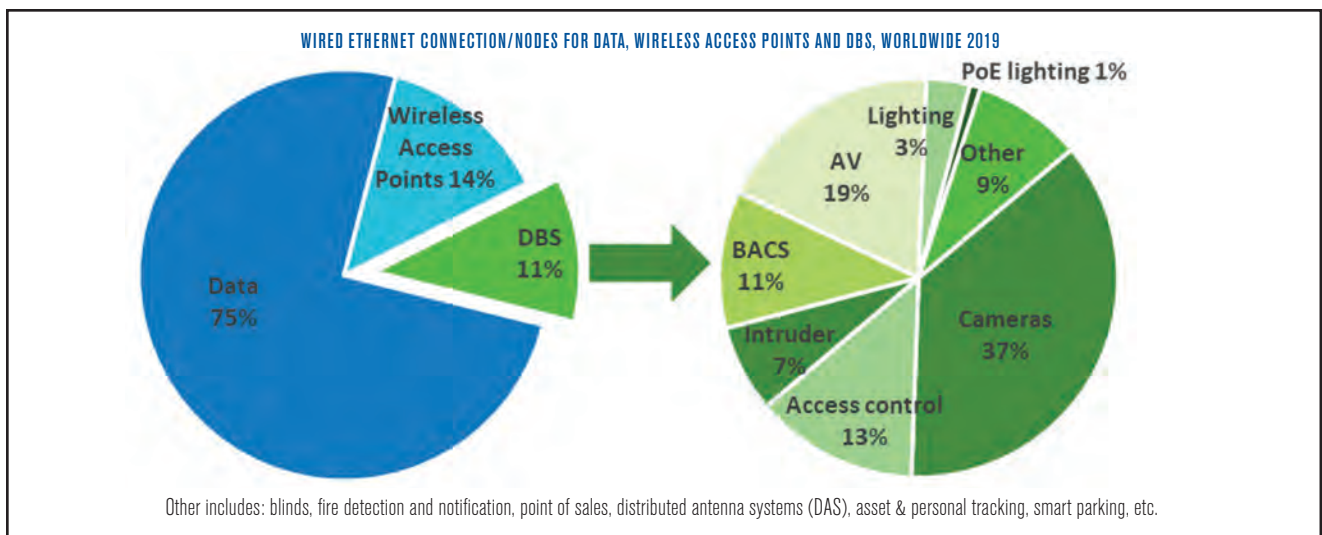 WIRED ETHERNET CONNECTION/NODES FOR DATA, WIRELESS ACCESS POINTS AND DBS, WORLDWIDE 2019
Wireless
Access
Points 14%
DBS
11%
Data
75%
PoE lighting 1%
Lighting
3%
Other
9%
AV
19%
BACS
11%
Cameras
37%
Intruder
7%
Access control
13%
Other includes: blinds, fire detection and notification, point of sales, distributed antenna systems (DAS), asset & personal tracking, smart parking, etc.